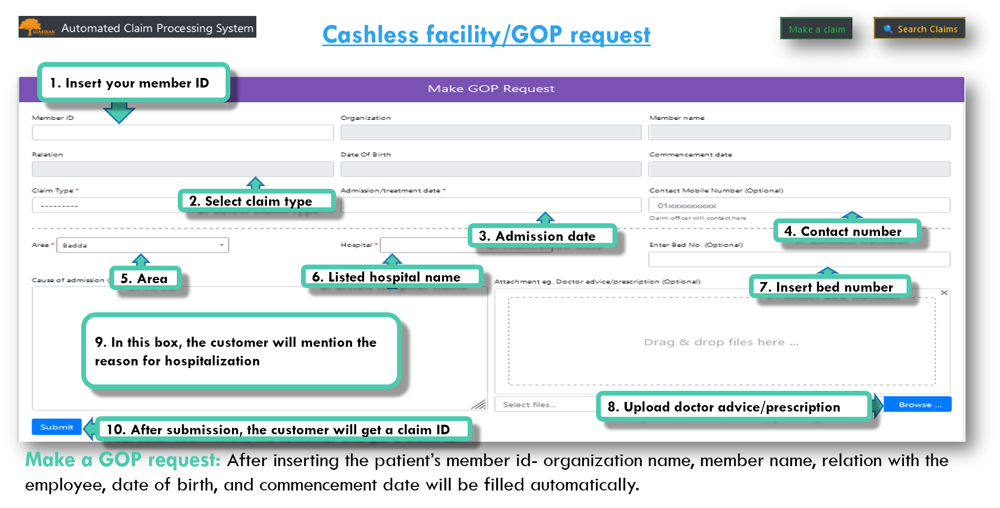 GUARDIAN
Automated Claim Processing System
Cashless facility/GOP request
Make a claim
Search Claims
1. Insert your member ID
Make GOP Request
Member ID
Organization
Member name
Relation
Date Of Birth
Commencement date
Claim Type *
Admission/treatment date *
Contact Mobile Number (Optional)
---------
2. Select claim type
01xxxxxxxxx
Claim officer will contact here
3. Admission date
4. Contact number
Area * Badda
Hospital *
Enter Bed No. (Optional)
5. Area
6. Listed hospital name
7. Insert bed number
Cause of admission (
Attachment eg. Doctor advice/prescription (Optional)
×
9. In this box, the customer will mention the
reason for hospitalization
Drag & drop files here ...
Select files...
8. Upload doctor advice/prescription
Browse ...
Submit
10. After submission, the customer will get a claim ID
Make a GOP request: After inserting the patient’s member id- organization name, member name, relation with the
employee, date of birth, and commencement date will be filled automatically.